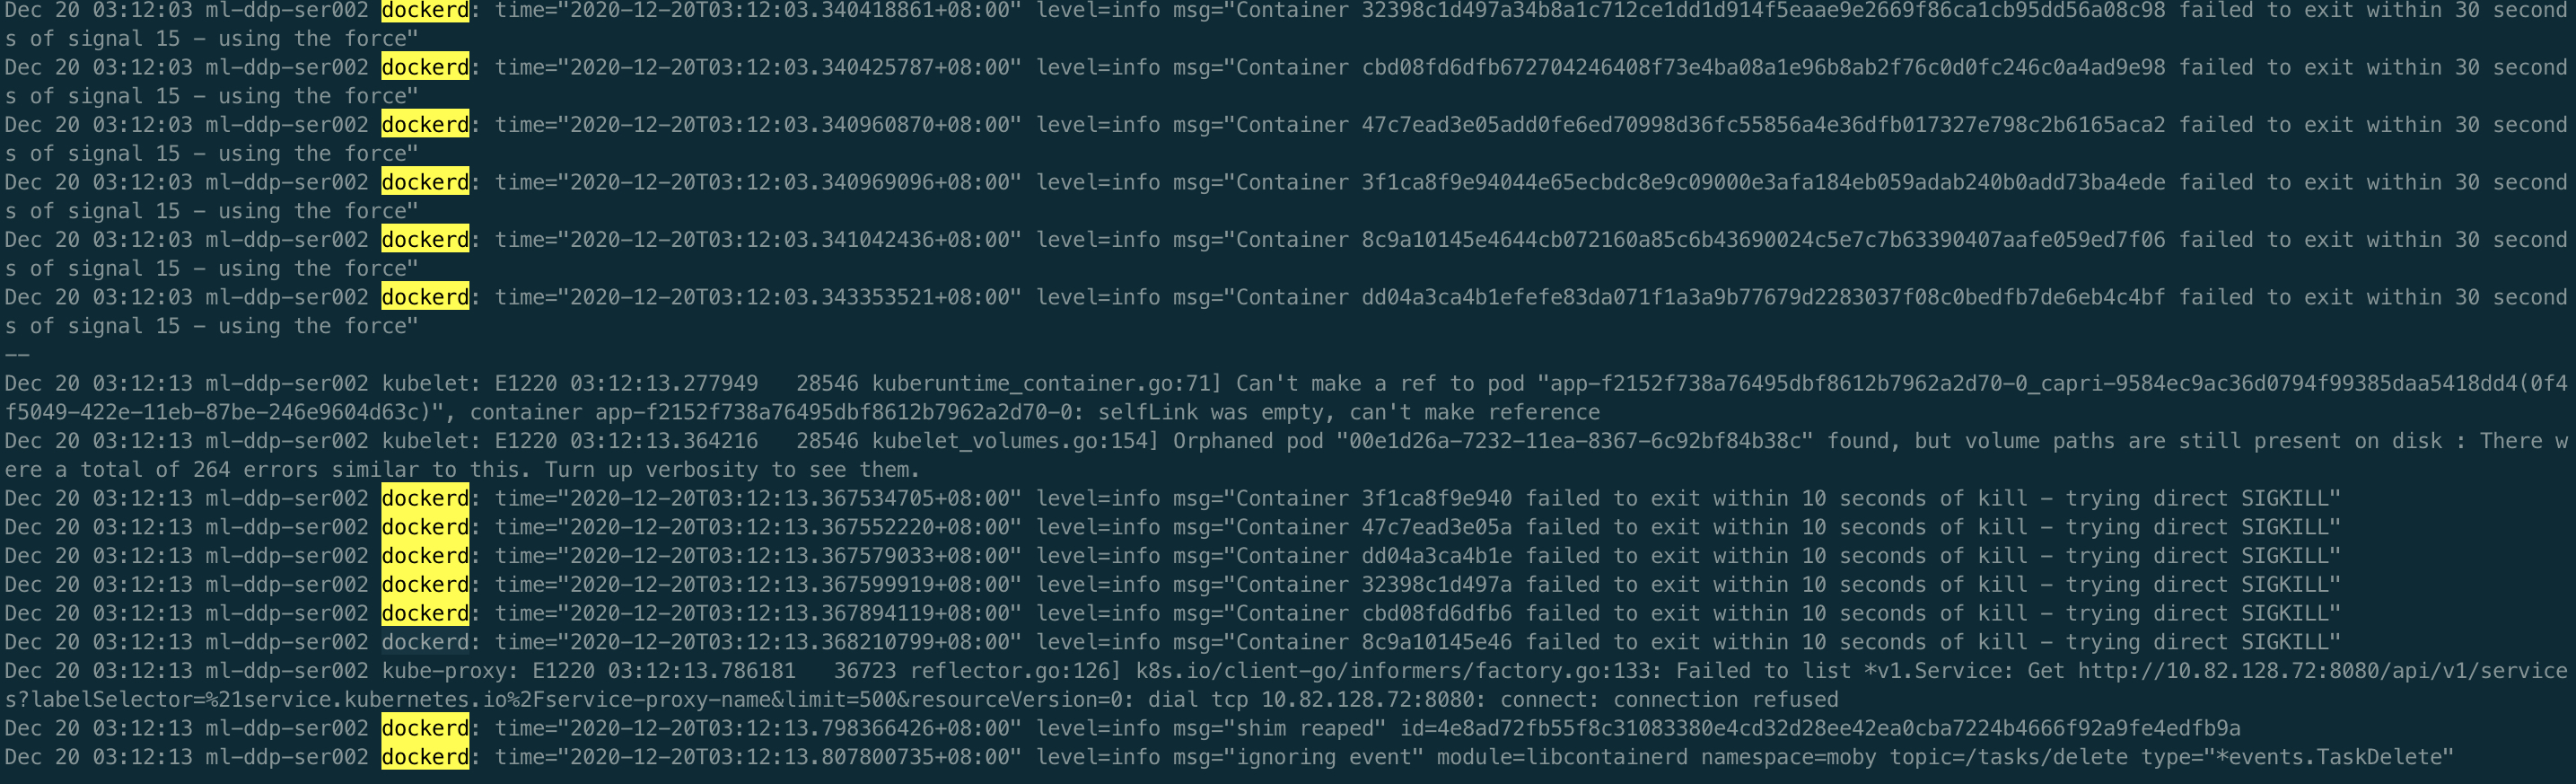 Dec 20 03:12:03 ml-ddp-ser002 dockerd: time="2020-12-20T03:12:03.340418861+08:00" level=info msg="Container 32398c1d497a34b8a1c712ce1dd1d914f5eaae9e2669f86ca1cb95dd56a08c98 failed to exit within 30 second
s of signal 15 - using the force"
Dec 20 03:12:03 ml-ddp-ser002 dockerd: time="2020-12-20T03:12:03.340425787+08:00" level=info msg="Container cbd08fd6dfb672704246408f73e4ba08a1e96b8ab2f76c0d0fc246c0a4ad9e98 failed to exit within 30 second
s of signal 15 - using the force"
Dec 20 03:12:03 ml-ddp-ser002 dockerd: time="2020-12-20T03:12:03.340960870+08:00" level=info msg="Container 47c7ead3e05add0fe6ed70998d36fc55856a4e36dfb017327e798c2b6165aca2 failed to exit within 30 second
s of signal 15 - using the force"
Dec 20 03:12:03 ml-ddp-ser002 dockerd: time="2020-12-20T03:12:03.340969096+08:00" level=info msg="Container 3f1ca8f9e94044e65ecbdc8e9c09000e3afa184eb059adab240b0add73ba4ede failed to exit within 30 second
s of signal 15 - using the force"
Dec 20 03:12:03 ml-ddp-ser002 dockerd: time="2020-12-20T03:12:03.341042436+08:00" level=info msg="Container 8c9a10145e4644cb072160a85c6b43690024c5e7c7b63390407aafe059ed7f06 failed to exit within 30 second
s of signal 15 - using the force"
Dec 20 03:12:03 ml-ddp-ser002 dockerd: time="2020-12-20T03:12:03.343353521+08:00" level=info msg="Container dd04a3ca4b1efefe83da071f1a3a9b77679d2283037f08c0bedfb7de6eb4c4bf failed to exit within 30 second
s of signal 15 - using the force"
--
Dec 20 03:12:13 ml-ddp-ser002 kubelet: E1220 03:12:13.277949   28546 kuberuntime_container.go:71] Can't make a ref to pod "app-f2152f738a76495dbf8612b7962a2d70-0_capri-9584ec9ac36d0794f99385daa5418dd4(0f4
f5049-422e-11eb-87be-246e9604d63c)", container app-f2152f738a76495dbf8612b7962a2d70-0: selfLink was empty, can't make reference
Dec 20 03:12:13 ml-ddp-ser002 kubelet: E1220 03:12:13.364216   28546 kubelet_volumes.go:154] Orphaned pod "00e1d26a-7232-11ea-8367-6c92bf84b38c" found, but volume paths are still present on disk : There w
ere a total of 264 errors similar to this. Turn up verbosity to see them.
Dec 20 03:12:13 ml-ddp-ser002 dockerd: time="2020-12-20T03:12:13.367534705+08:00" level=info msg="Container 3f1ca8f9e940 failed to exit within 10 seconds of kill - trying direct SIGKILL"
Dec 20 03:12:13 ml-ddp-ser002 dockerd: time="2020-12-20T03:12:13.367552220+08:00" level=info msg="Container 47c7ead3e05a failed to exit within 10 seconds of kill - trying direct SIGKILL"
Dec 20 03:12:13 ml-ddp-ser002 dockerd: time="2020-12-20T03:12:13.367579033+08:00" level=info msg="Container dd04a3ca4b1e failed to exit within 10 seconds of kill - trying direct SIGKILL"
Dec 20 03:12:13 ml-ddp-ser002 dockerd: time="2020-12-20T03:12:13.367599919+08:00" level=info msg="Container 32398c1d497a failed to exit within 10 seconds of kill - trying direct SIGKILL"
Dec 20 03:12:13 ml-ddp-ser002 dockerd: time="2020-12-20T03:12:13.367894119+08:00" level=info msg="Container cbd08fd6dfb6 failed to exit within 10 seconds of kill - trying direct SIGKILL"
Dec 20 03:12:13 ml-ddp-ser002 dockerd: time="2020-12-20T03:12:13.368210799+08:00" level=info msg="Container 8c9a10145e46 failed to exit within 10 seconds of kill - trying direct SIGKILL"
Dec 20 03:12:13 ml-ddp-ser002 kube-proxy: E1220 03:12:13.786181   36723 reflector.go:126] k8s.io/client-go/informers/factory.go:133: Failed to list *v1.Service: Get http://10.82.128.72:8080/api/v1/service
s?labelSelector=%21service.kubernetes.io%2Fservice-proxy-name&limit=500&resourceVersion=0: dial tcp 10.82.128.72:8080: connect: connection refused
Dec 20 03:12:13 ml-ddp-ser002 dockerd: time="2020-12-20T03:12:13.798366426+08:00" level=info msg="shim reaped" id=4e8ad72fb55f8c31083380e4cd32d28ee42ea0cba7224b4666f92a9fe4edfb9a
Dec 20 03:12:13 ml-ddp-ser002 dockerd: time="2020-12-20T03:12:13.807800735+08:00" level=info msg="ignoring event" module=libcontainerd namespace=moby topic=/tasks/delete type="*events.TaskDelete"